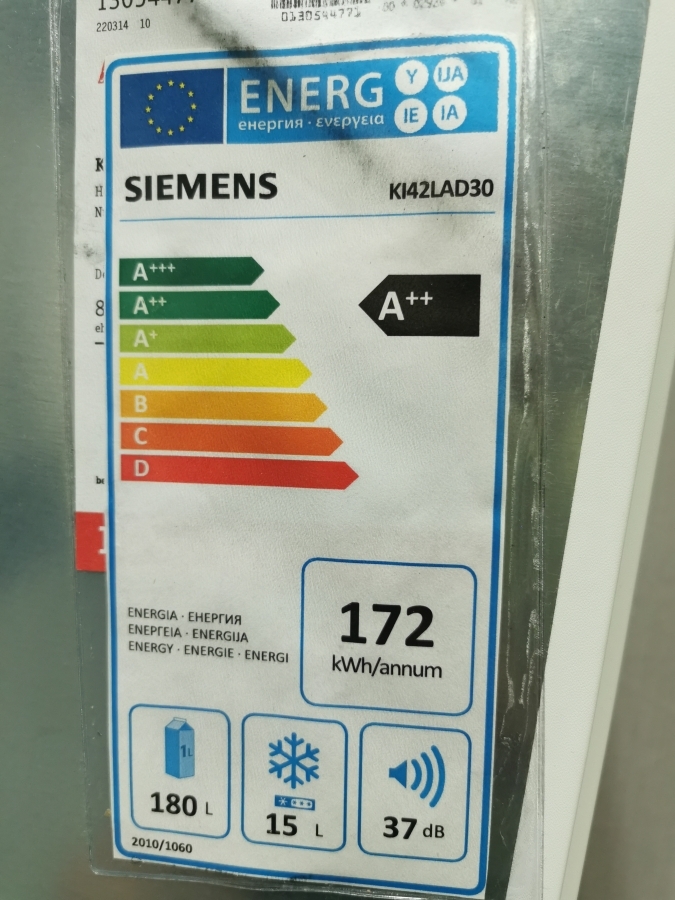 220314 10
0130544771
ENERG Y IJA IE IA
енергия · ενεργεια
SIEMENS
KI42LAD30
A+++
A++
A++
A+
A
B
C
D
ENERGIA · ЕНЕРГИЯ
ΕΝΕΡΓΕΙΑ · ENERGIJA
ENERGY · ENERGIE · ENERGI
172
kWh/annum
1L
180 L
15 L
37 dB
2010/1060